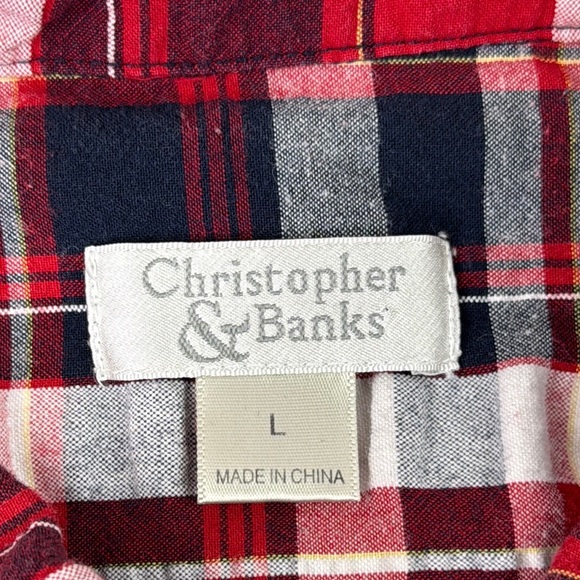 Christopher
& Banks
L
MADE IN CHINA